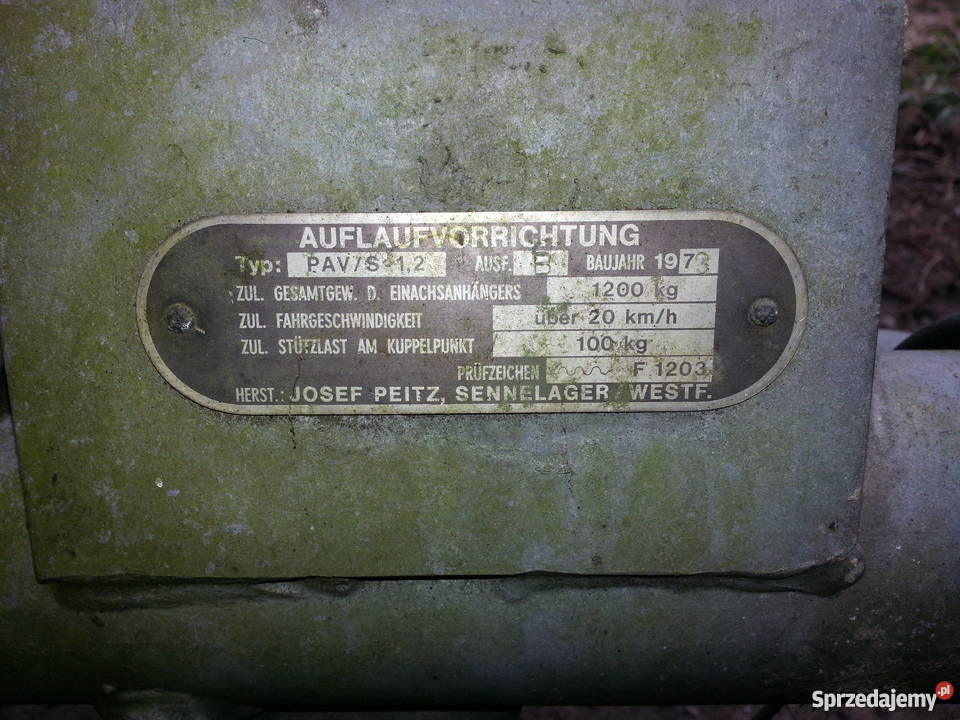 AUFLAUFVORRICHTUNG
Typ: PAV/S-1,2 AUSF. B BAUJAHR 1973
ZUL. GESAMTGEW. D. EINACHSANHÄNGERS 1200 kg
ZUL. FAHRGESCHWINDIGKEIT über 20 km/h
ZUL. STÜTZLAST AM KUPPELPUNKT 100 kg
PRÜFZEICHEN F 1203
HERST.: JOSEF PEITZ, SENNELAGER/WESTF.
Sprzedajemy.pl